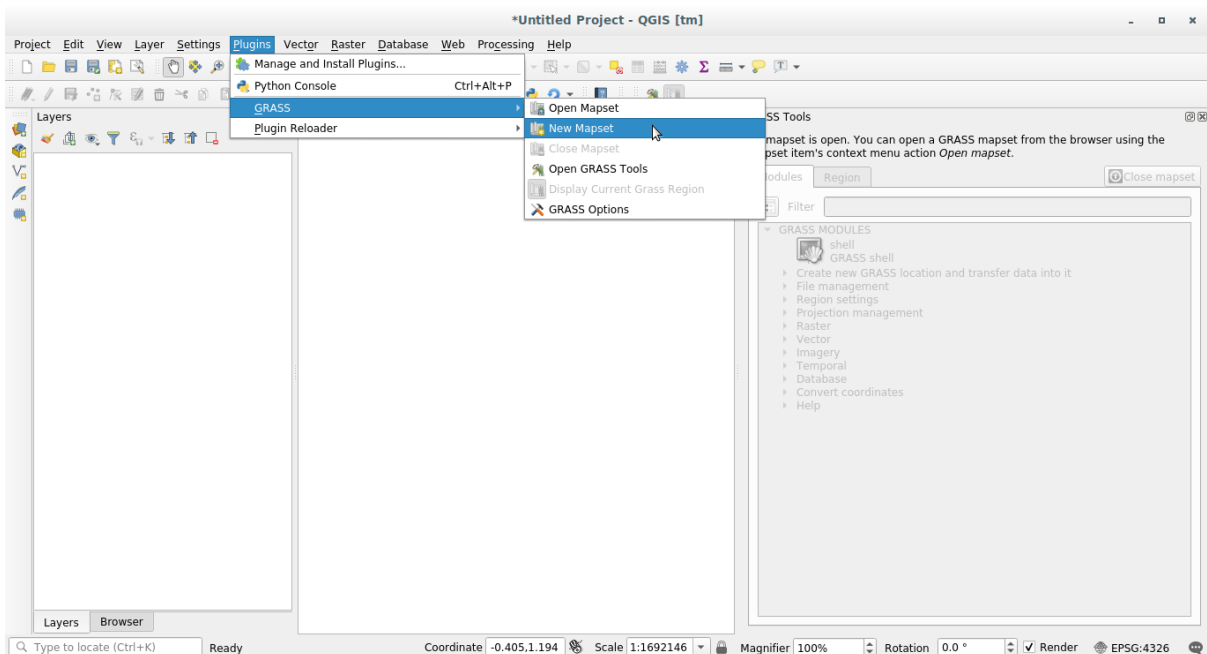 *Untitled Project - QGIS [tm]
Project Edit View Layer Settings Plugins Vector Raster Database Web Processing Help
Manage and Install Plugins...
Python Console Ctrl+Alt+P
GRASS
Plugin Reloader
Open Mapset
New Mapset
Close Mapset
Open GRASS Tools
Display Current Grass Region
GRASS Options
Layers
SS Tools
mapset is open. You can open a GRASS mapset from the browser using the
pset item's context menu action Open mapset.
odules Region Close mapset
Filter
GRASS MODULES
shell
GRASS shell
Create new GRASS location and transfer data into it
File management
Region settings
Projection management
Raster
Vector
Imagery
Temporal
Database
Convert coordinates
Help
Layers Browser
Type to locate (Ctrl+K) Ready Coordinate -0.405,1.194 Scale 1:1692146 Magnifier 100% Rotation 0.0 ° Render EPSG:4326